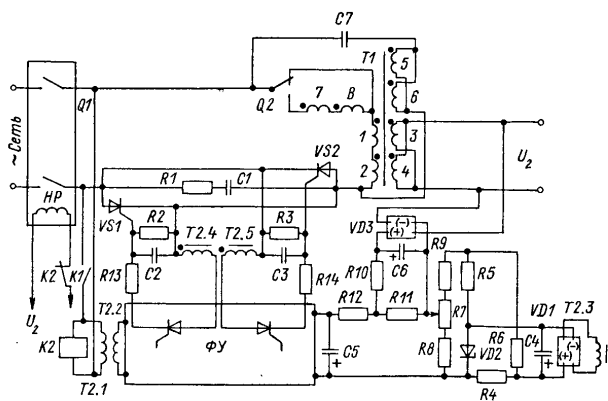 C7
T1
5
Q1
Q2
7
8
6
~Сеть
1
3
VS2
2
4
U2
R1
C1
НР
VS1
R2
R3
VD3
(-)
(+)
T2.4
T2.5
R9
K2
K1
R13
C2
C3
R14
R10
C6
+
R5
T2.2
R12
R11
R7
VD1
T2.3
U2
K2
ФУ
R8
VD2
R6
C4
(-)
(+)
C5
+
+
T2.1
R4